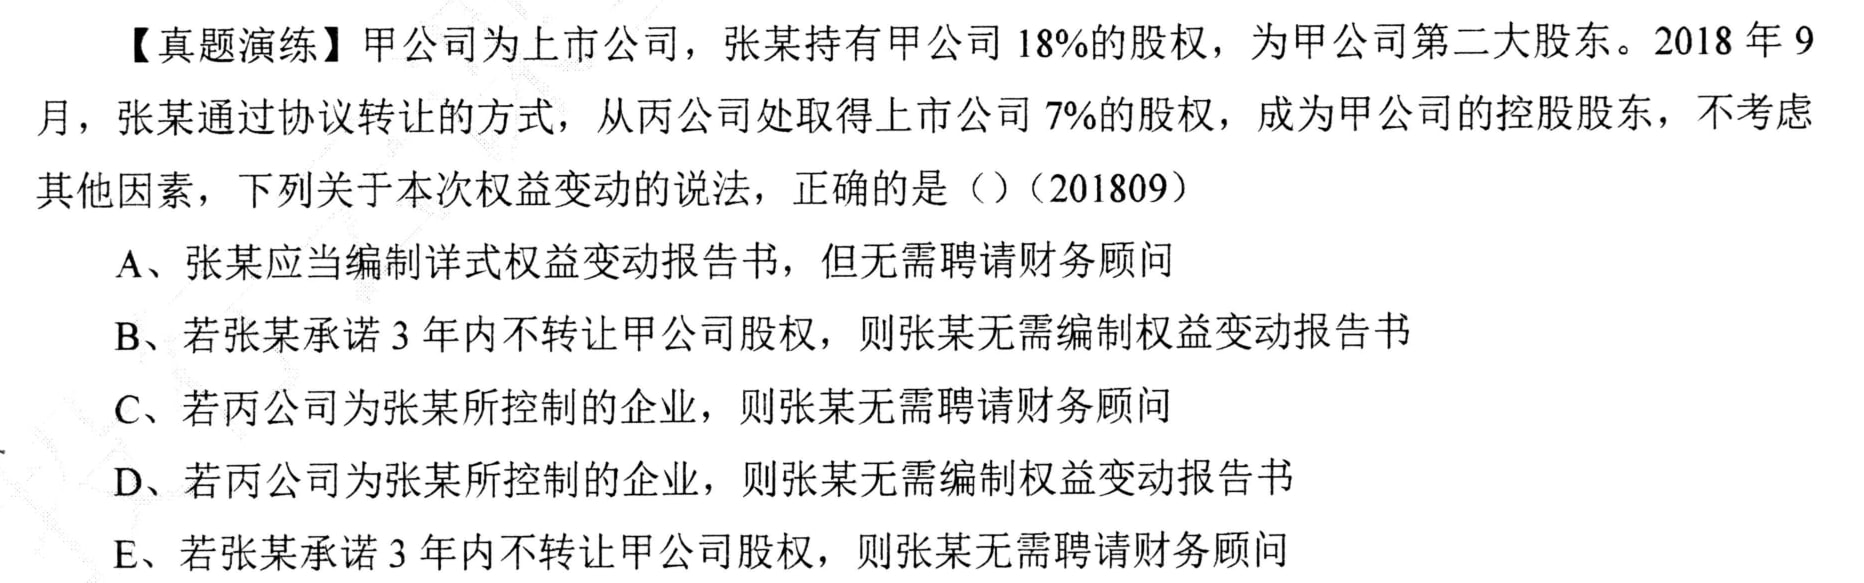 【真题演练】甲公司为上市公司，张某持有甲公司 18%的股权，为甲公司第二大股东。2018 年 9
月，张某通过协议转让的方式，从丙公司处取得上市公司 7%的股权，成为甲公司的控股股东，不考虑
其他因素，下列关于本次权益变动的说法，正确的是（）（201809）
A、张某应当编制详式权益变动报告书，但无需聘请财务顾问
B、若张某承诺 3 年内不转让甲公司股权，则张某无需编制权益变动报告书
C、若丙公司为张某所控制的企业，则张某无需聘请财务顾问
D、若丙公司为张某所控制的企业，则张某无需编制权益变动报告书
E、若张某承诺 3 年内不转让甲公司股权，则张某无需聘请财务顾问